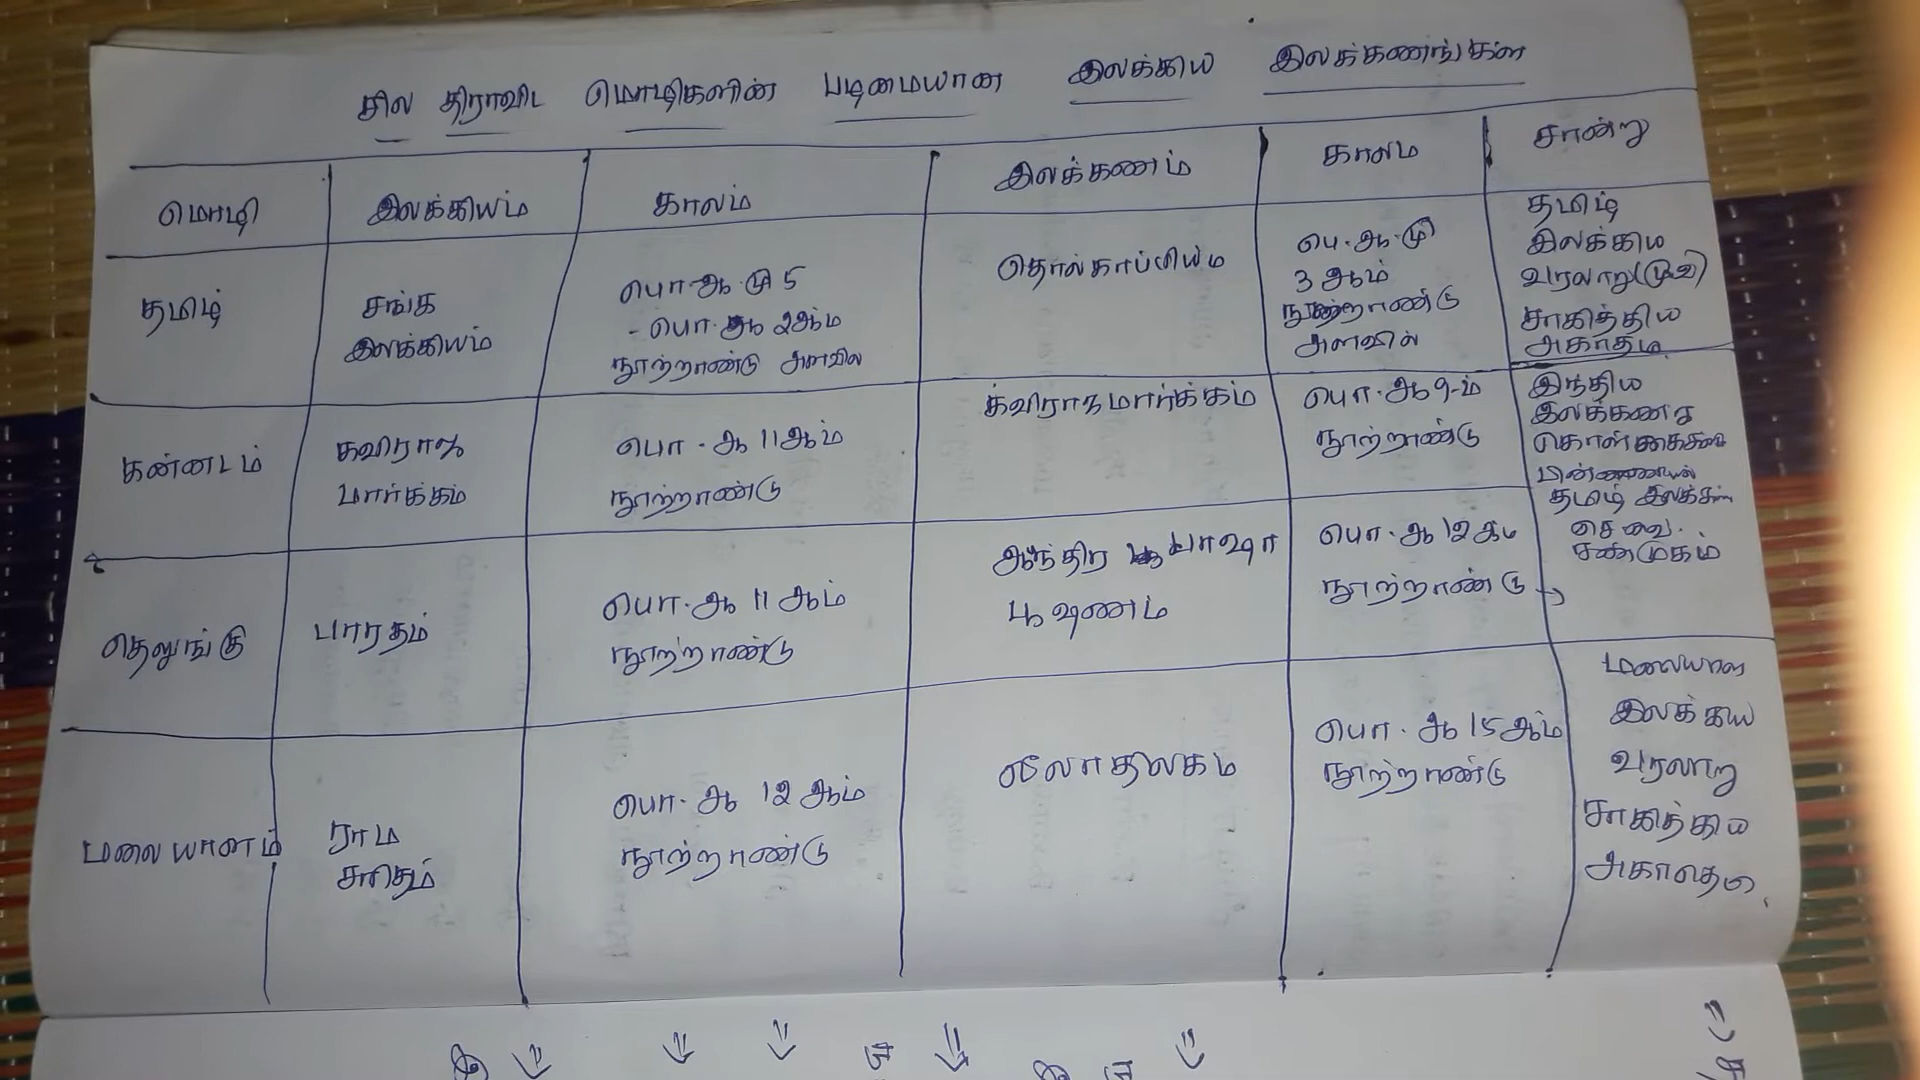 சில திராவிட மொழிகளின் படிமையான இலக்கிய இலக்கணங்கள்
மொழி
இலக்கியம்
காலம்
இலக்கணம்
காலம்
சான்று
தமிழ்
சங்க
இலக்கியம்
பொ.ஆ.மு 5
- பொ.ஆ 2ஆம்
நூற்றாண்டு அளவில்
தொல்காப்பியம்
பெ.ஆ.மு
3 ஆம்
நூற்றாண்டு
அளவில்
தமிழ்
இலக்கிய
வரலாறு(மு.வ)
சாகித்திய
அகாதமி
கன்னடம்
கவிராஜ
மார்க்கம்
பொ.ஆ 11ஆம்
நூற்றாண்டு
கவிராஜமார்க்கம்
பொ.ஆ 9-ம்
நூற்றாண்டு
இந்திய
இலக்கணக்
கொள்கைகளின்
பின்னணையில்
தமிழ் இலக்கணம்
செ.வை.
சண்முகம்
தெலுங்கு
பாரதம்
பொ.ஆ 11 ஆம்
நூற்றாண்டு
ஆந்திர பாஷா
பூஷணம்
பொ.ஆ 12 ஆம்
நூற்றாண்டு
மலையாளம்
ராம
சரிதம்
பொ.ஆ 12 ஆம்
நூற்றாண்டு
லீலாதிலகம்
பொ.ஆ 15ஆம்
நூற்றாண்டு
மலையாள
இலக்கிய
வரலாறு
சாகித்திய
அகாதெமி.